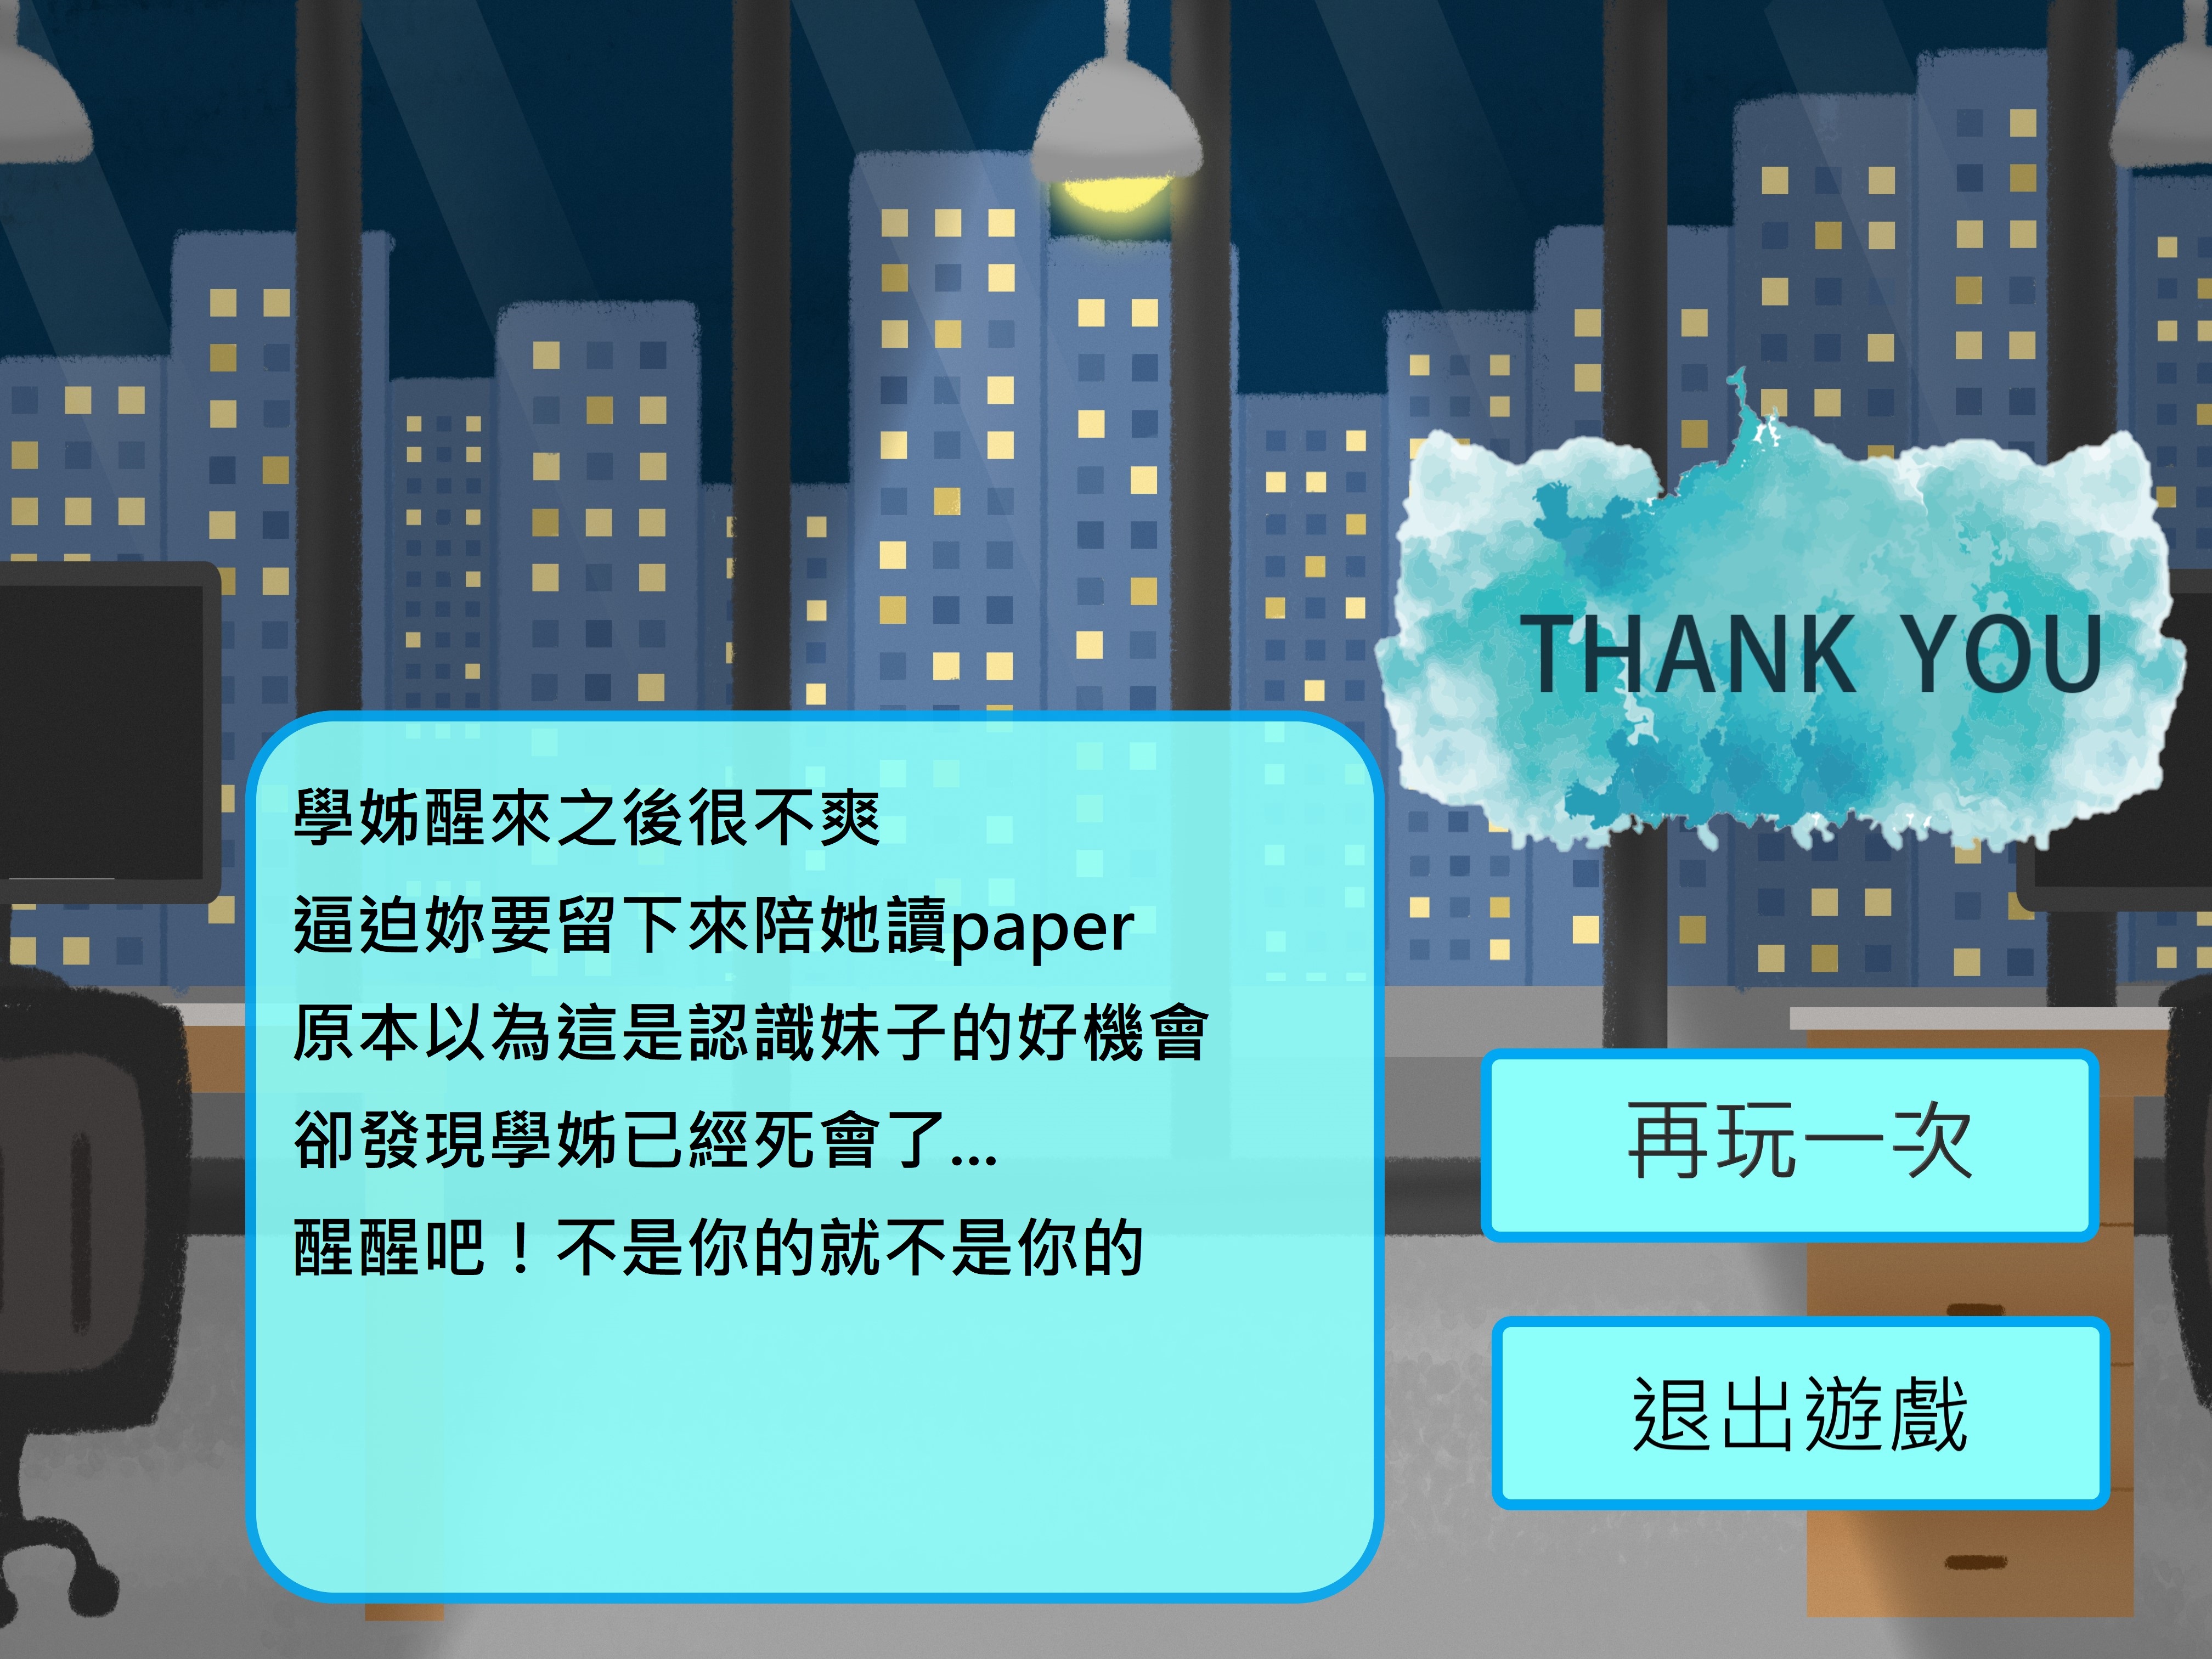 學姊醒來之後很不爽
逼迫妳要留下來陪她讀paper
原本以為這是認識妹子的好機會
卻發現學姊已經死會了...
醒醒吧！不是你的就不是你的
THANK YOU
再玩一次
退出遊戲